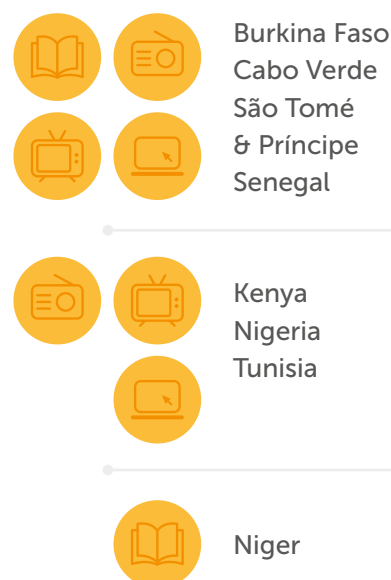 Burkina Faso
Cabo Verde
São Tomé
& Príncipe
Senegal
Kenya
Nigeria
Tunisia
Niger